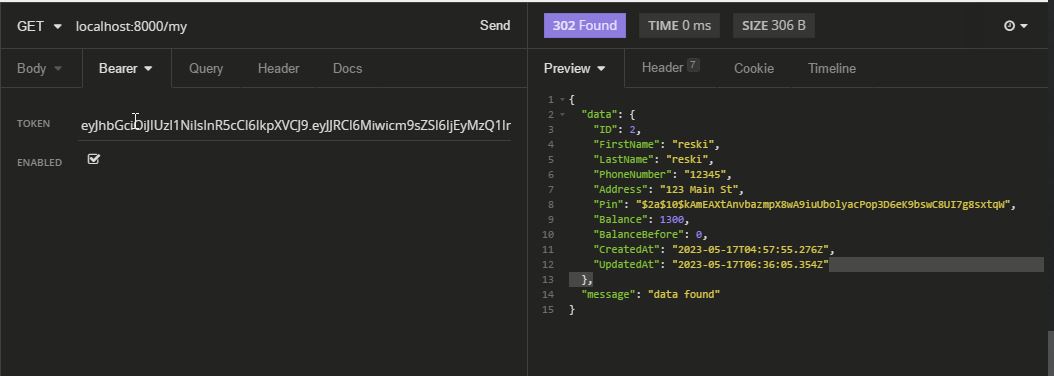 GET localhost:8000/my Send
302 Found TIME 0 ms SIZE 306 B
Body Bearer Query Header Docs
Preview Header 7 Cookie Timeline
TOKEN
ENABLED
1 {
2 "data": {
3 "ID": 2,
4 "FirstName": "reski",
5 "LastName": "reski",
6 "PhoneNumber": "12345",
7 "Address": "123 Main St",
8 "Pin": "$2a$10$kAmEAXtAnvbazmpX8wA9iuUbolyacPop3D6eK9bswC8UI7g8sxtqW",
9 "Balance": 1300,
10 "BalanceBefore": 0,
11 "CreatedAt": "2023-05-17T04:57:55.276Z",
12 "UpdatedAt": "2023-05-17T06:36:05.354Z"
13 },
14 "message": "data found"
15 }